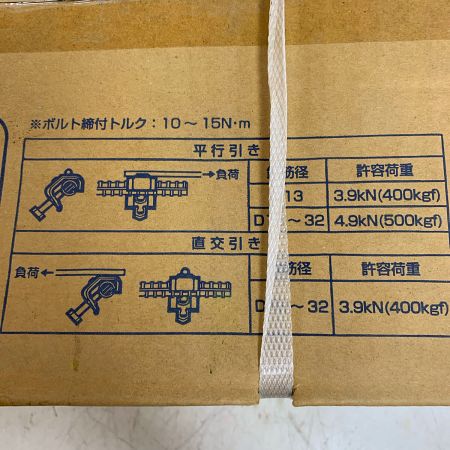 ※ボルト締付トルク：10～15N・m
平行引き
筋径 許容荷重
負荷
13 3.9kN(400kgf)
D ～32 4.9kN(500kgf)
直交引き
筋径 許容荷重
負荷
D ～32 3.9kN(400kgf)